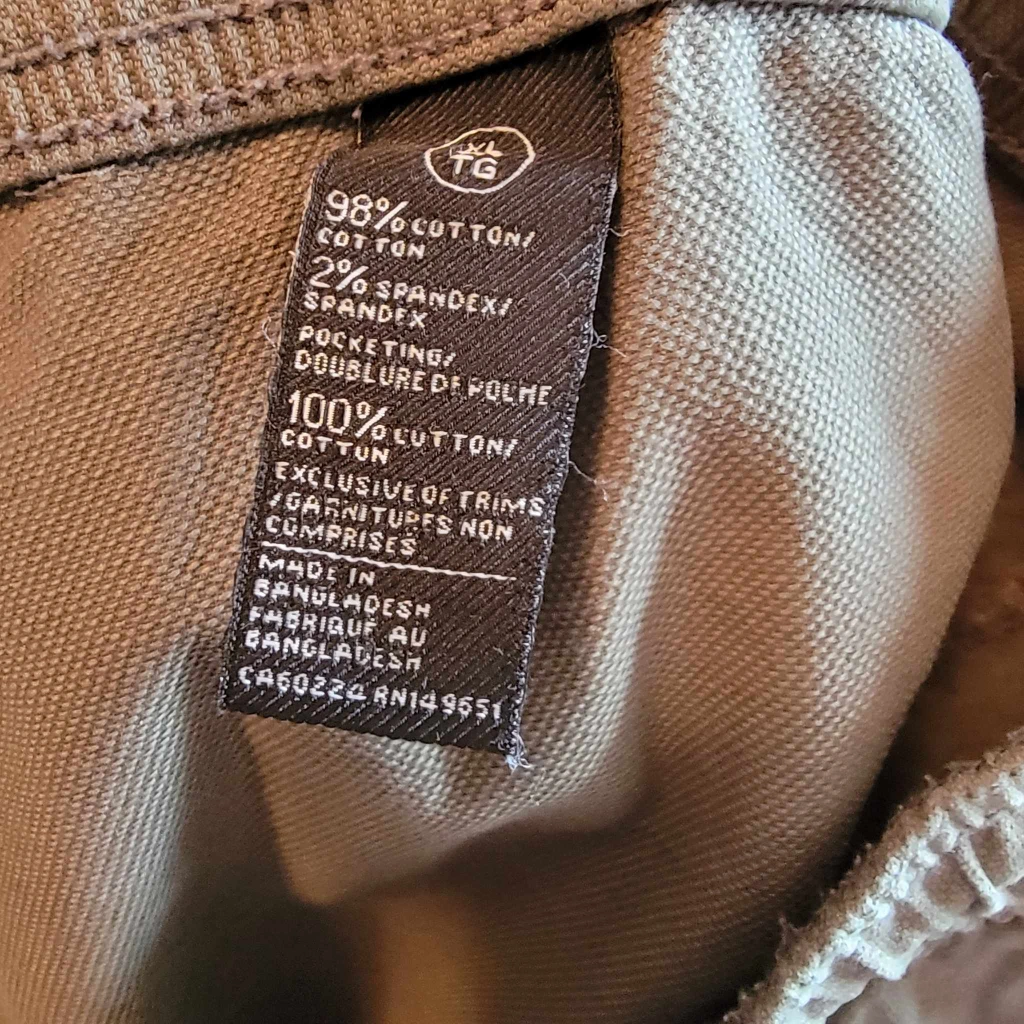 XL
TG
98% COTTON/
COTTON
2% SPANDEX/
SPANDEX
POCKETING/
DOUBLURE DE POCHE
100% COTTON/
COTTON
EXCLUSIVE OF TRIMS
/GARNITURES NON
COMPRISES
MADE IN
BANGLADESH
FABRIQUE AU
BANGLADESH
CA60224 RN149651